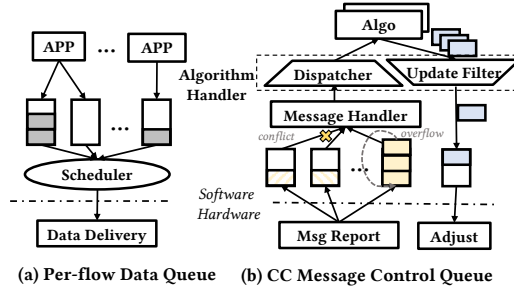 APP ... APP
Scheduler
Data Delivery
(a) Per-flow Data Queue
Algo
Algorithm
Handler
Dispatcher
Update Filter
Message Handler
conflict
overflow
...
Software
Hardware
Msg Report
Adjust
(b) CC Message Control Queue